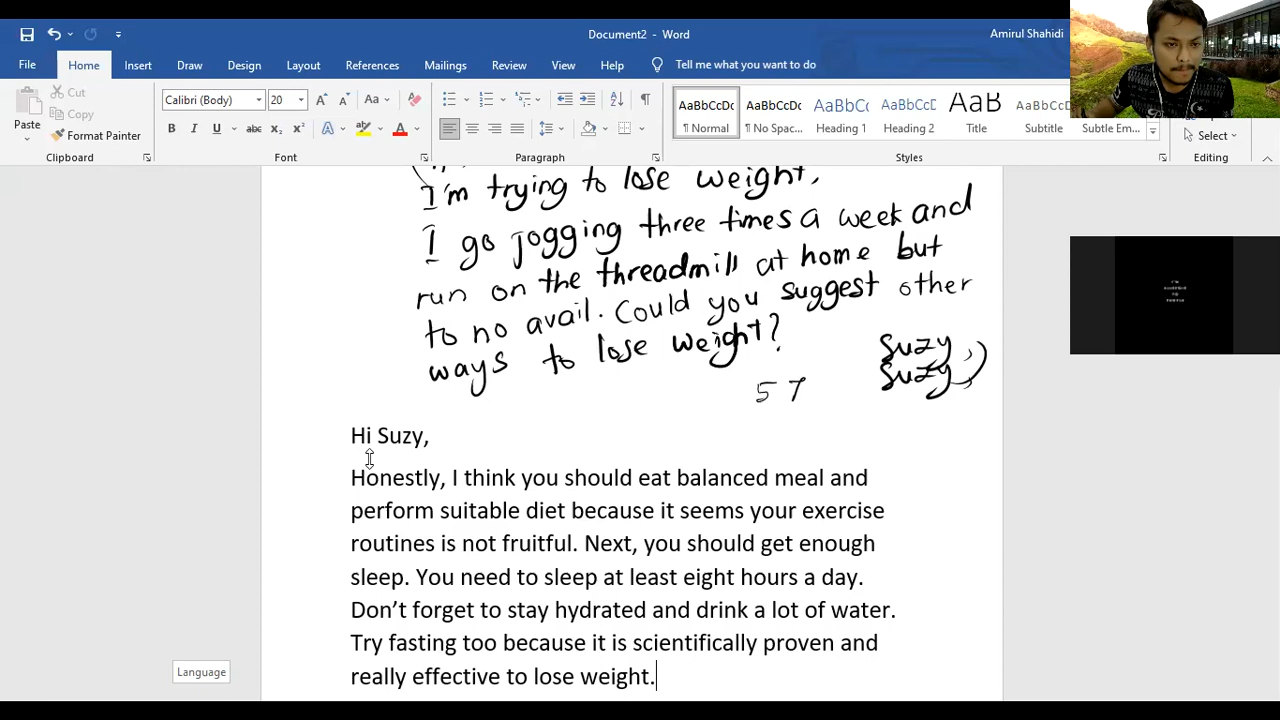 Document2 - Word
Amirul Shahidi
File Home Insert Draw Design Layout References Mailings Review View Help Tell me what you want to do
Paste
Cut
Copy
Format Painter
Calibri (Body) 20
AaBbCcDc AaBbCcDc AaBbCcD AaBbCcD AaB AaBbCcD AaBbCcDc
¶ Normal ¶ No Spac... Heading 1 Heading 2 Title Subtitle Subtle Em...
Select
Clipboard Font Paragraph Styles Editing
I'm trying to lose weight,
I go jogging three times a week and
run on the threadmill at home but
to no avail. Could you suggest other
ways to lose weight?
Suzy
Suzy
57
Hi Suzy,
Honestly, I think you should eat balanced meal and
perform suitable diet because it seems your exercise
routines is not fruitful. Next, you should get enough
sleep. You need to sleep at least eight hours a day.
Don’t forget to stay hydrated and drink a lot of water.
Try fasting too because it is scientifically proven and
really effective to lose weight.
Language